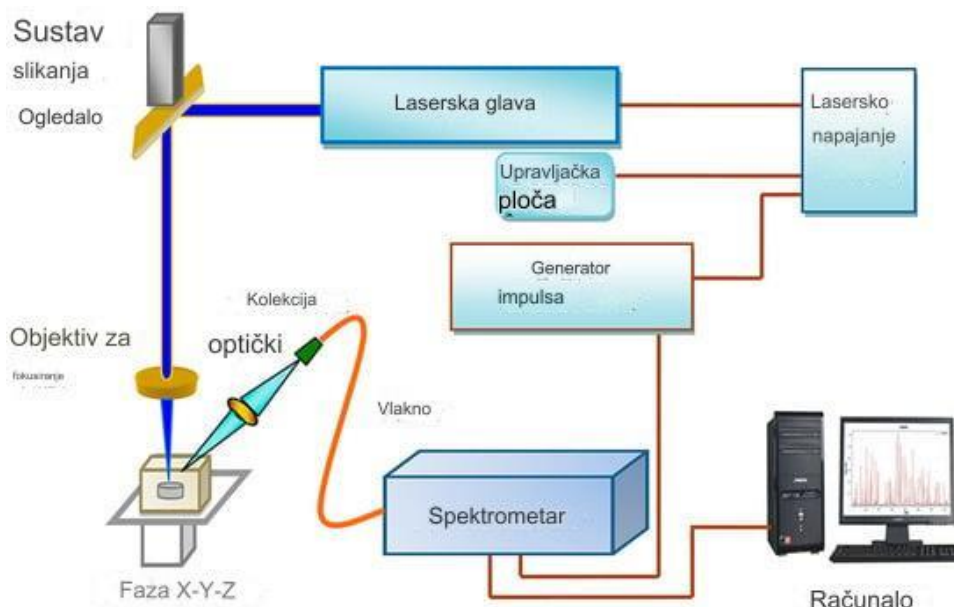 Sustav
slikanja
Ogledalo
Laserska glava
Lasersko
napajanje
Upravljačka
ploča
Generator
impulsa
Kolekcija
optički
Objektiv za
fokusiranje
Vlakno
Spektrometar
Faza X-Y-Z
Računalo